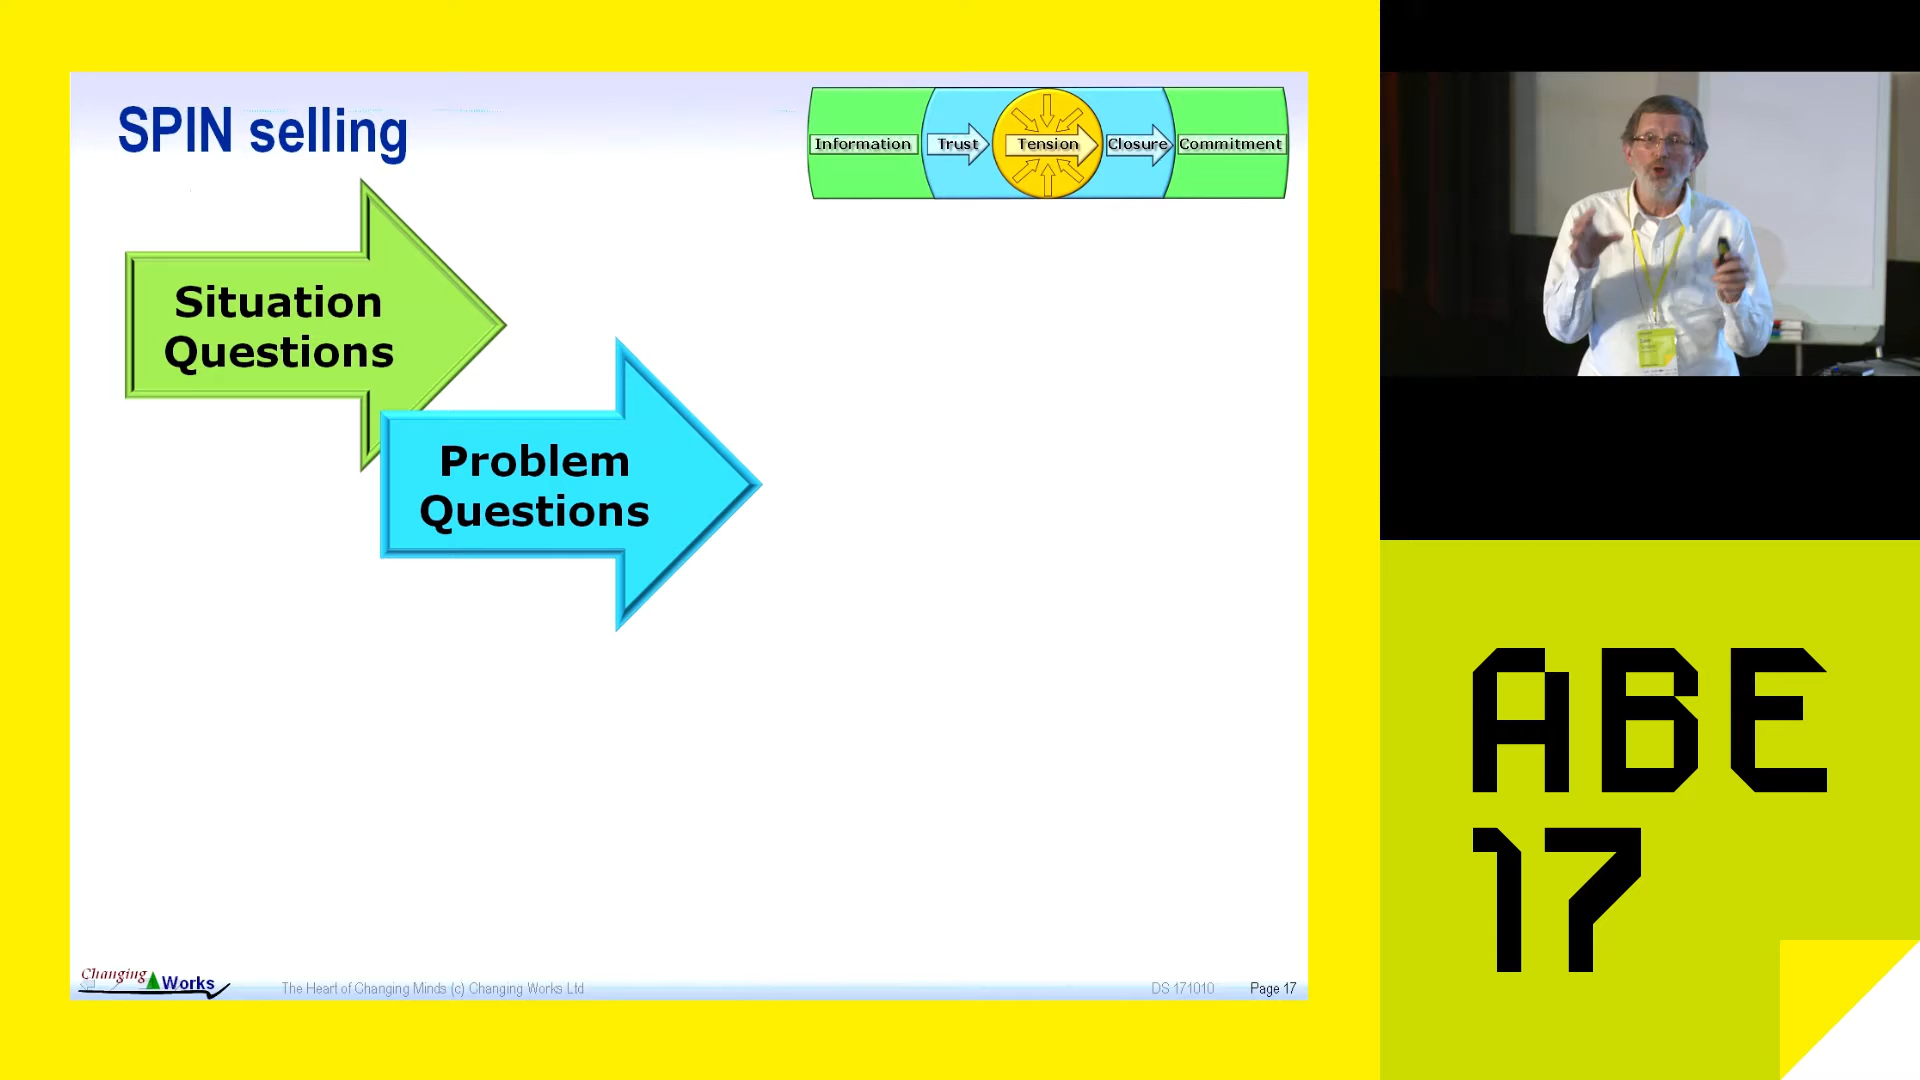 SPIN selling
Information
Trust
Tension
Closure
Commitment
Situation
Questions
Problem
Questions
Changing
Works
The Heart of Changing Minds (c) Changing Works Ltd
DS 171010
Page 17
ABE
17